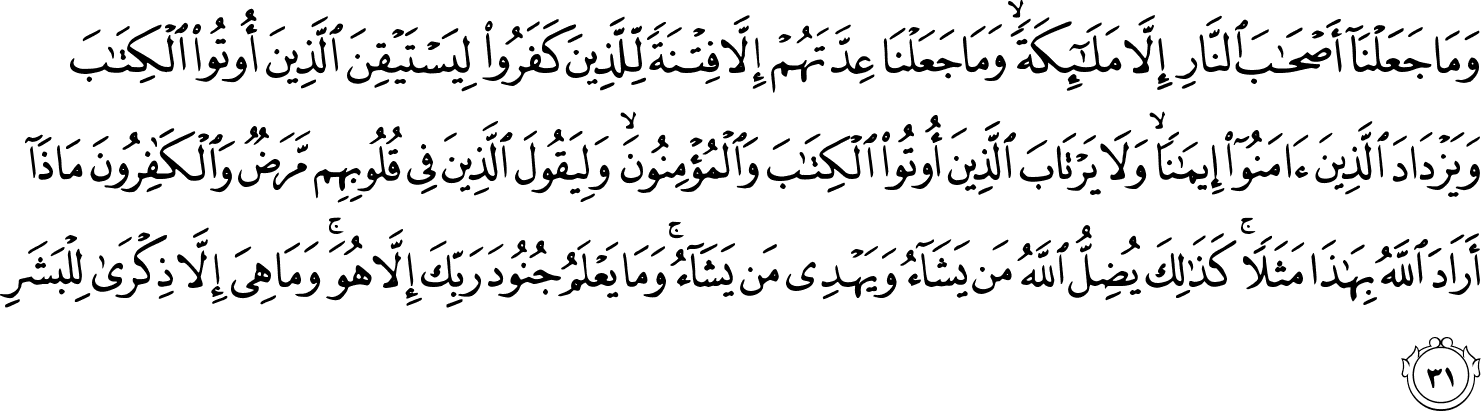 وَمَا جَعَلْنَآ أَصْحَٰبَ ٱلنَّارِ إِلَّا مَلَٰٓئِكَةً ۙ وَمَا جَعَلْنَا عِدَّتَهُمْ إِلَّا فِتْنَةً لِّلَّذِينَ كَفَرُوا۟ لِيَسْتَيْقِنَ ٱلَّذِينَ أُوتُوا۟ ٱلْكِتَٰبَ
وَيَزْدَادَ ٱلَّذِينَ ءَامَنُوٓا۟ إِيمَٰنًا ۙ وَلَا يَرْتَابَ ٱلَّذِينَ أُوتُوا۟ ٱلْكِتَٰبَ وَٱلْمُؤْمِنُونَ ۙ وَلِيَقُولَ ٱلَّذِينَ فِى قُلُوبِهِم مَّرَضٌ وَٱلْكَٰفِرُونَ مَاذَآ
أَرَادَ ٱللَّهُ بِهَٰذَا مَثَلًا ۚ كَذَٰلِكَ يُضِلُّ ٱللَّهُ مَن يَشَآءُ وَيَهْدِى مَن يَشَآءُ ۚ وَمَا يَعْلَمُ جُنُودَ رَبِّكَ إِلَّا هُوَ ۚ وَمَا هِىَ إِلَّا ذِكْرَىٰ لِلْبَشَرِ
٣١